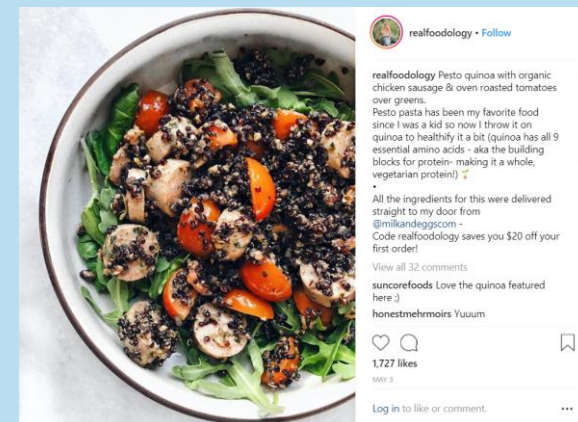 realfoodology • Follow
realfoodology Pesto quinoa with organic
chicken sausage & oven roasted tomatoes
over greens.
Pesto pasta has been my favorite food
since I was a kid so now I throw it on
quinoa to healthify it a bit (quinoa has all 9
essential amino acids - aka the building
blocks for protein- making it a whole,
vegetarian protein!)
•
All the ingredients for this were delivered
straight to my door from
@milkandeggscom -
Code realfoodology saves you $20 off your
first order!
View all 32 comments
suncorefoods Love the quinoa featured
here ;)
honestmehrmoirs Yuuum
1,727 likes
MAY 3
Log in to like or comment.